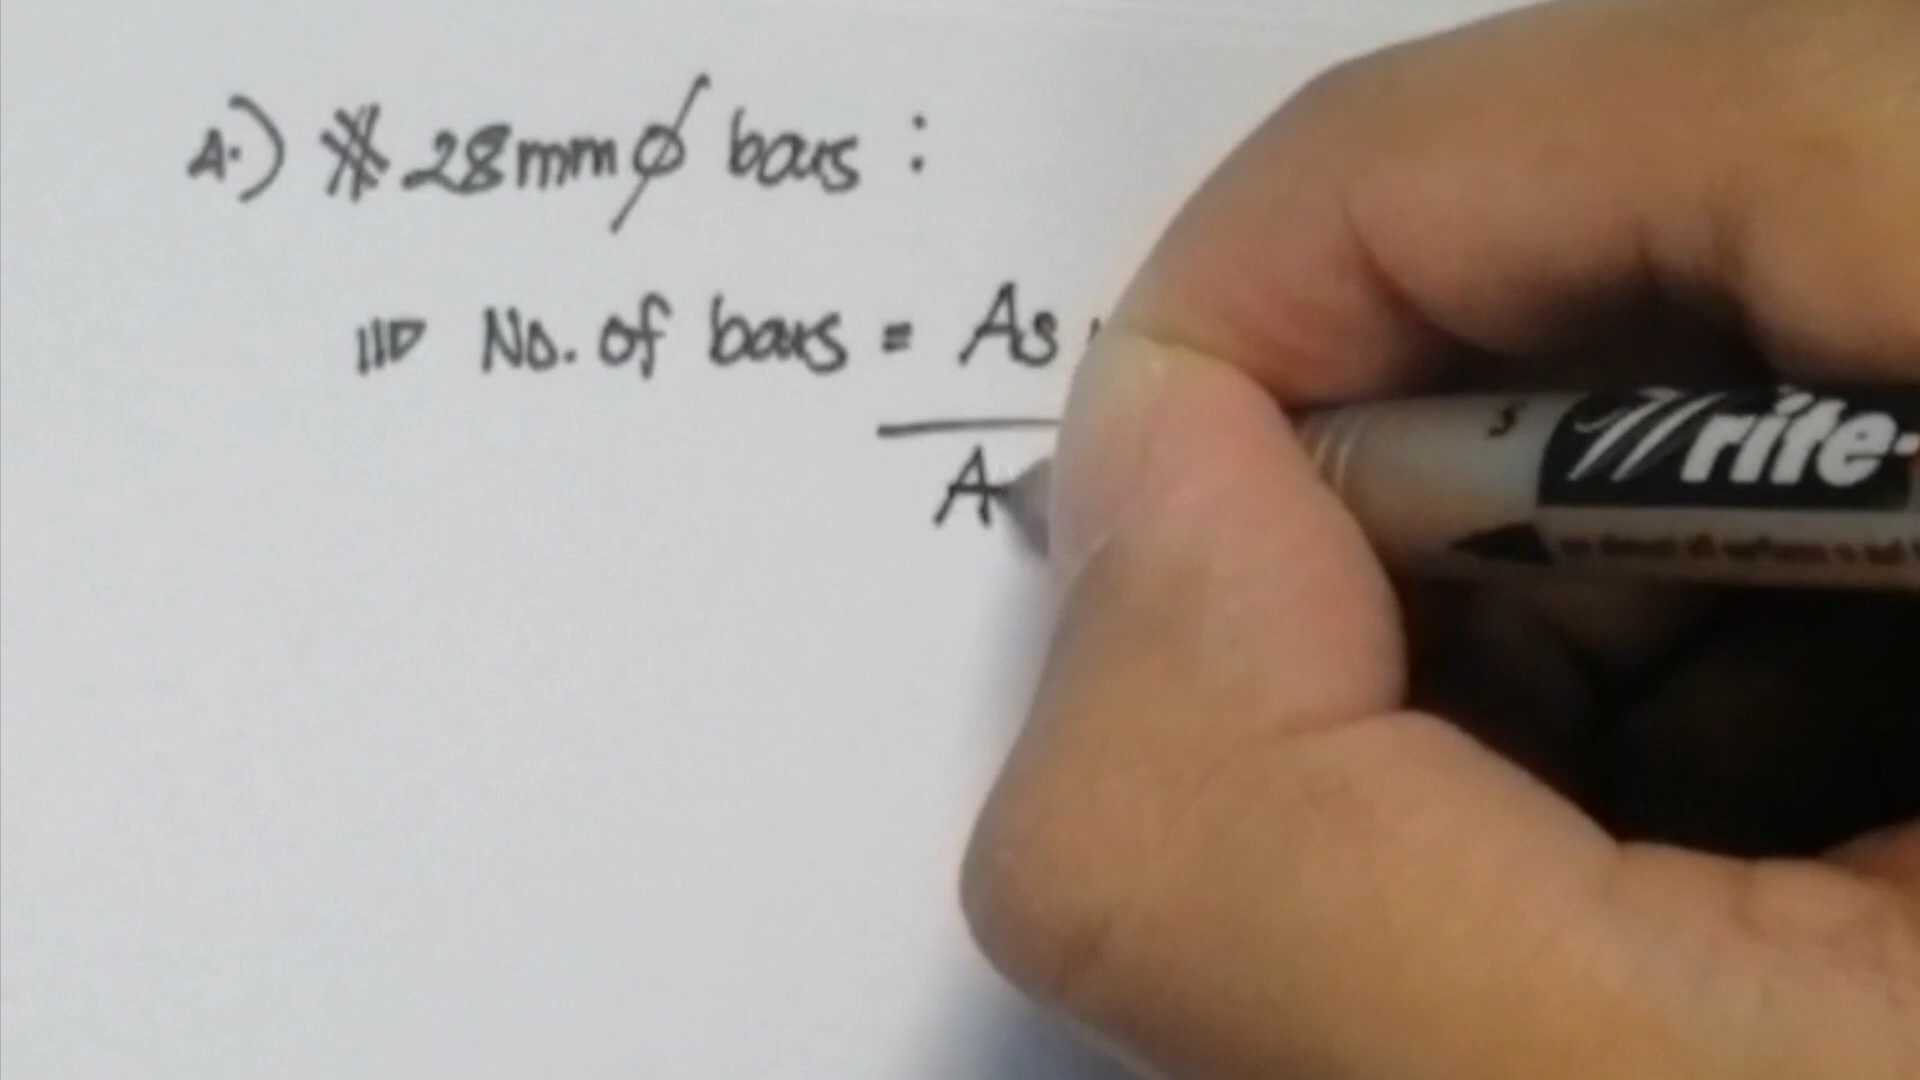 A.) ※ 28mm∅ bars :
⇒ No. of bars = As
A
S
Write-